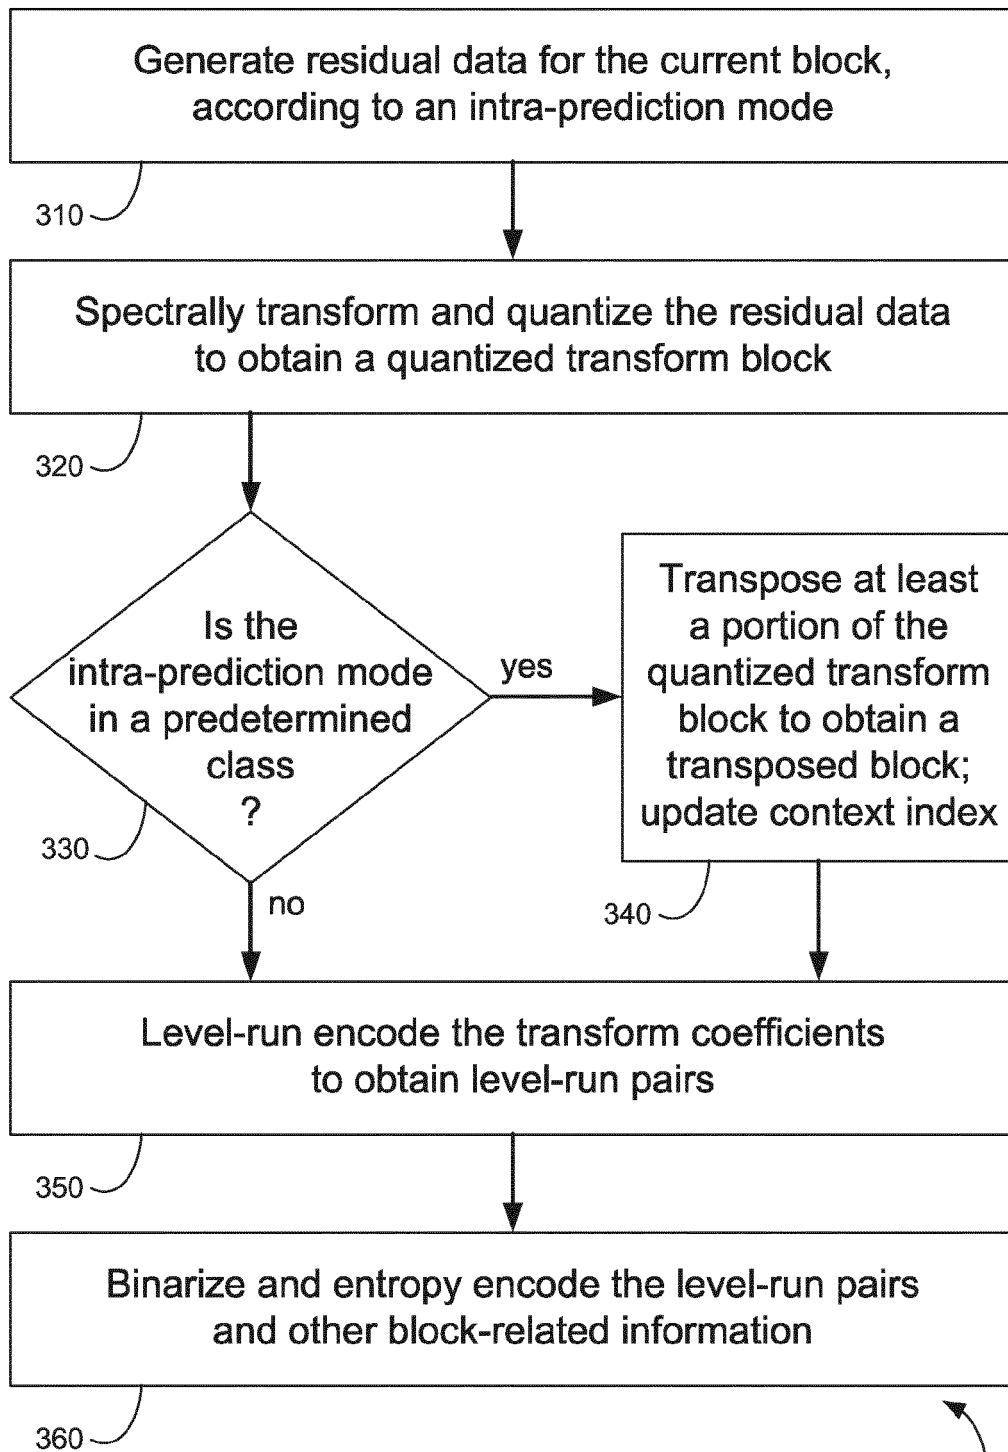 Generate residual data for the current block,
according to an intra-prediction mode
310
Spectrally transform and quantize the residual data
to obtain a quantized transform block
320
Is the
intra-prediction mode
in a predetermined
class
?
330
yes
no
Transpose at least
a portion of the
quantized transform
block to obtain a
transposed block;
update context index
340
Level-run encode the transform coefficients
to obtain level-run pairs
350
Binarize and entropy encode the level-run pairs
and other block-related information
360